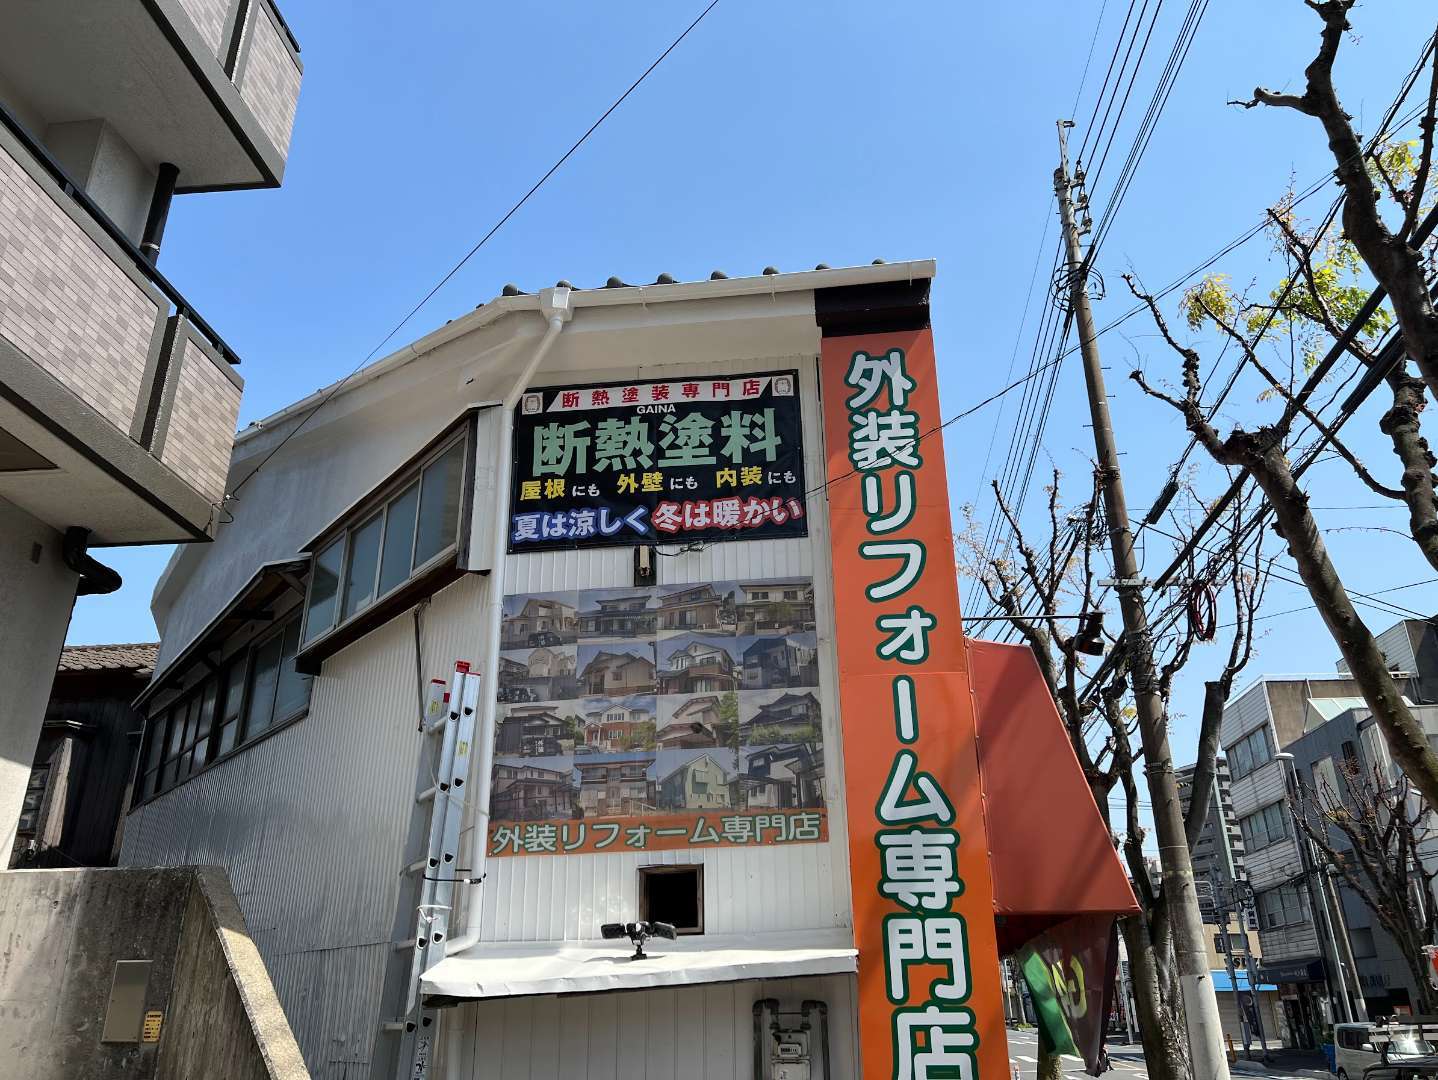 断熱塗装専門店
GAINA
断熱塗料
屋根にも 外壁にも 内装にも
夏は涼しく 冬は暖かい
外装リフォーム専門店
外装リフォーム専門店